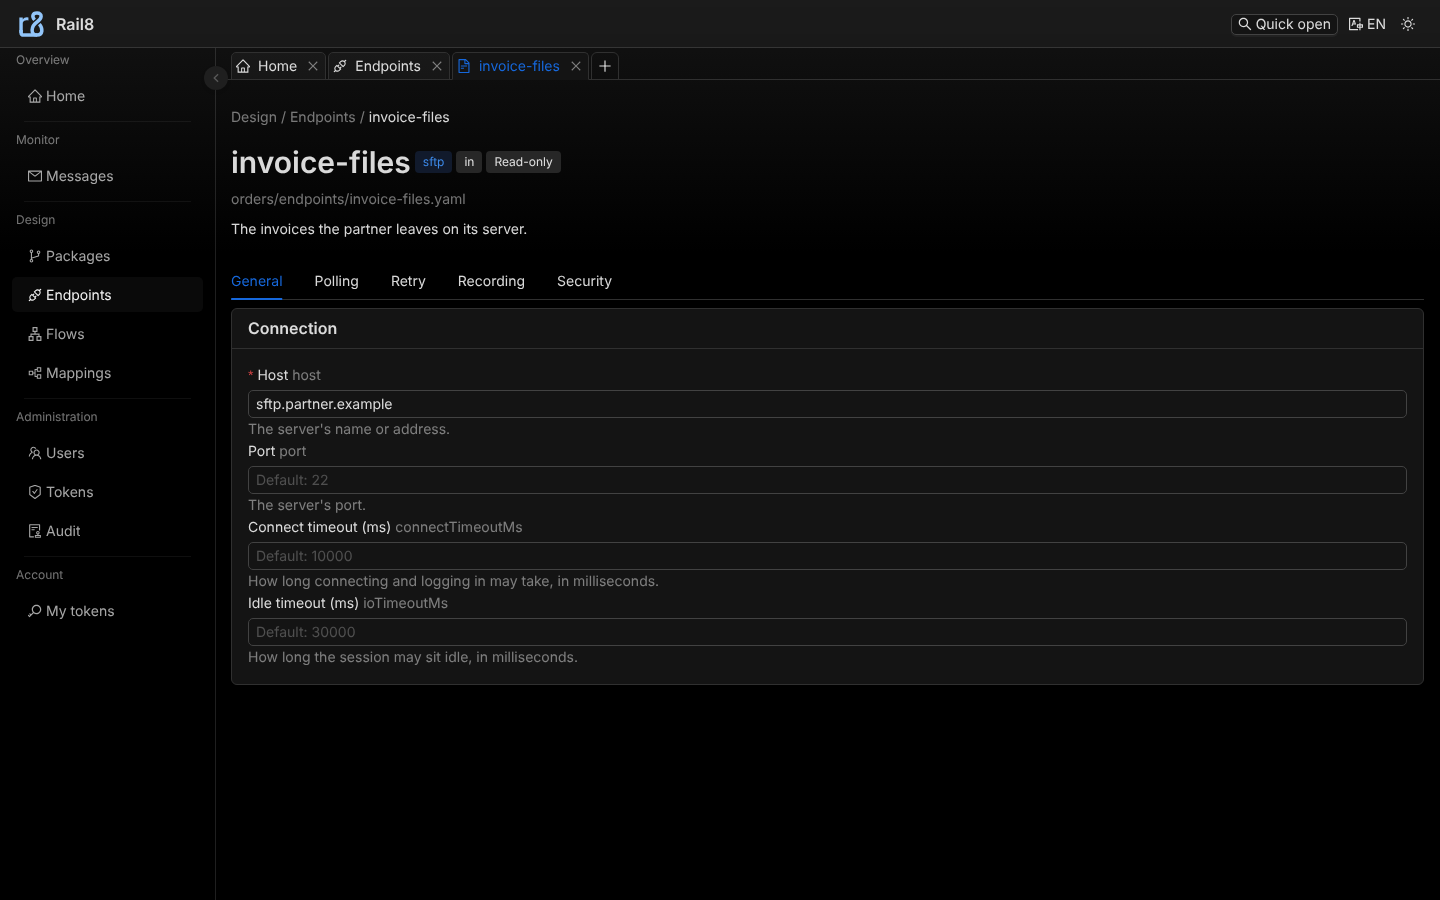 Rail8
Quick open
EN
Overview
Home
Monitor
Messages
Design
Packages
Endpoints
Flows
Mappings
Administration
Users
Tokens
Audit
Account
My tokens
Home
Endpoints
invoice-files
Design / Endpoints / invoice-files
invoice-files sftp in Read-only
orders/endpoints/invoice-files.yaml
The invoices the partner leaves on its server.
General Polling Retry Recording Security
Connection
* Host host
sftp.partner.example
The server's name or address.
Port port
Default: 22
The server's port.
Connect timeout (ms) connectTimeoutMs
Default: 10000
How long connecting and logging in may take, in milliseconds.
Idle timeout (ms) ioTimeoutMs
Default: 30000
How long the session may sit idle, in milliseconds.